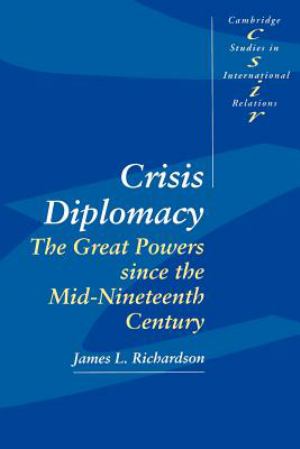 Cambridge
c
Studies in
s
International
i
Relations
r
Crisis
Diplomacy
The Great Powers
since the
Mid-Nineteenth
Century
James L. Richardson